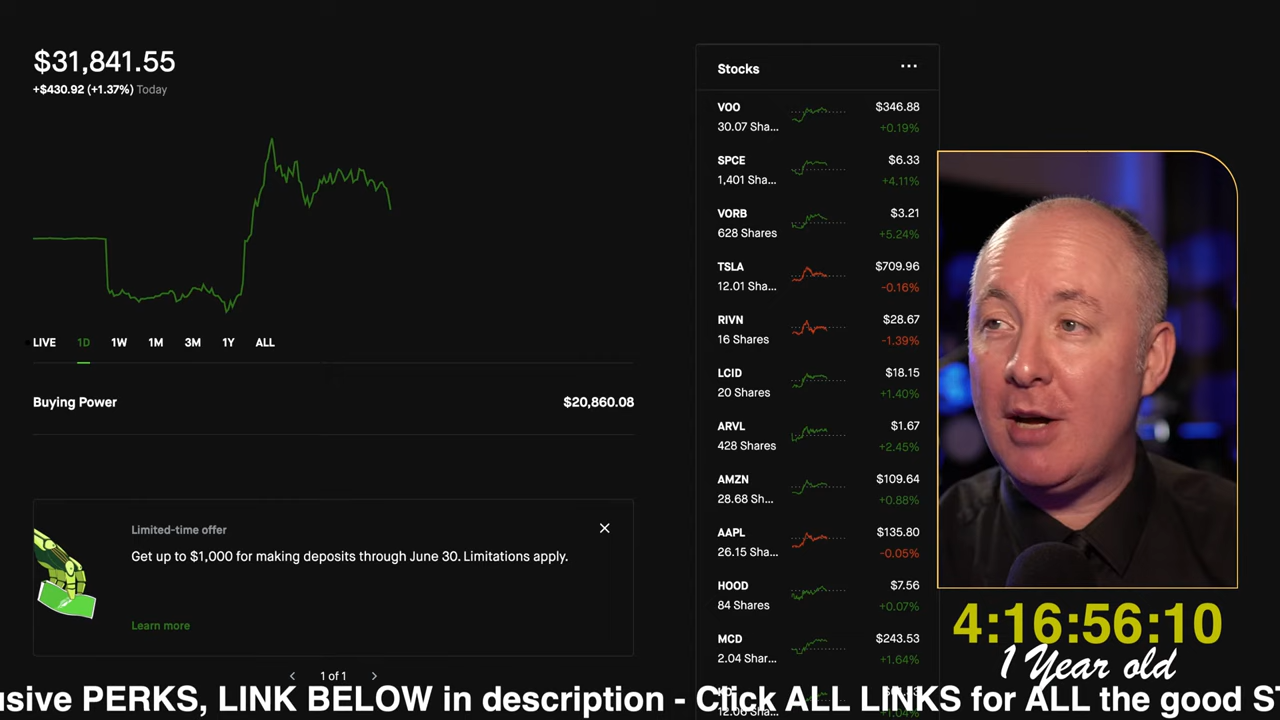 $31,841.55
+$430.92 (+1.37%) Today
LIVE 1D 1W 1M 3M 1Y ALL
Buying Power $20,860.08
Limited-time offer
Get up to $1,000 for making deposits through June 30. Limitations apply.
Learn more
1 of 1
Stocks
VOO $346.88
30.07 Sha... +0.19%
SPCE $6.33
1,401 Sha... +4.11%
VORB $3.21
628 Shares +5.24%
TSLA $709.96
12.01 Sha... -0.16%
RIVN $28.67
16 Shares -1.39%
LCID $18.15
20 Shares +1.40%
ARVL $1.67
428 Shares +2.45%
AMZN $109.64
28.68 Sh... +0.88%
AAPL $135.80
26.15 Sha... -0.05%
HOOD $7.56
84 Shares +0.07%
MCD $243.53
2.04 Shar... +1.64%
4:16:56:10
1 Year old
usive PERKS, LINK BELOW in description - Click ALL LINKS for ALL the good S